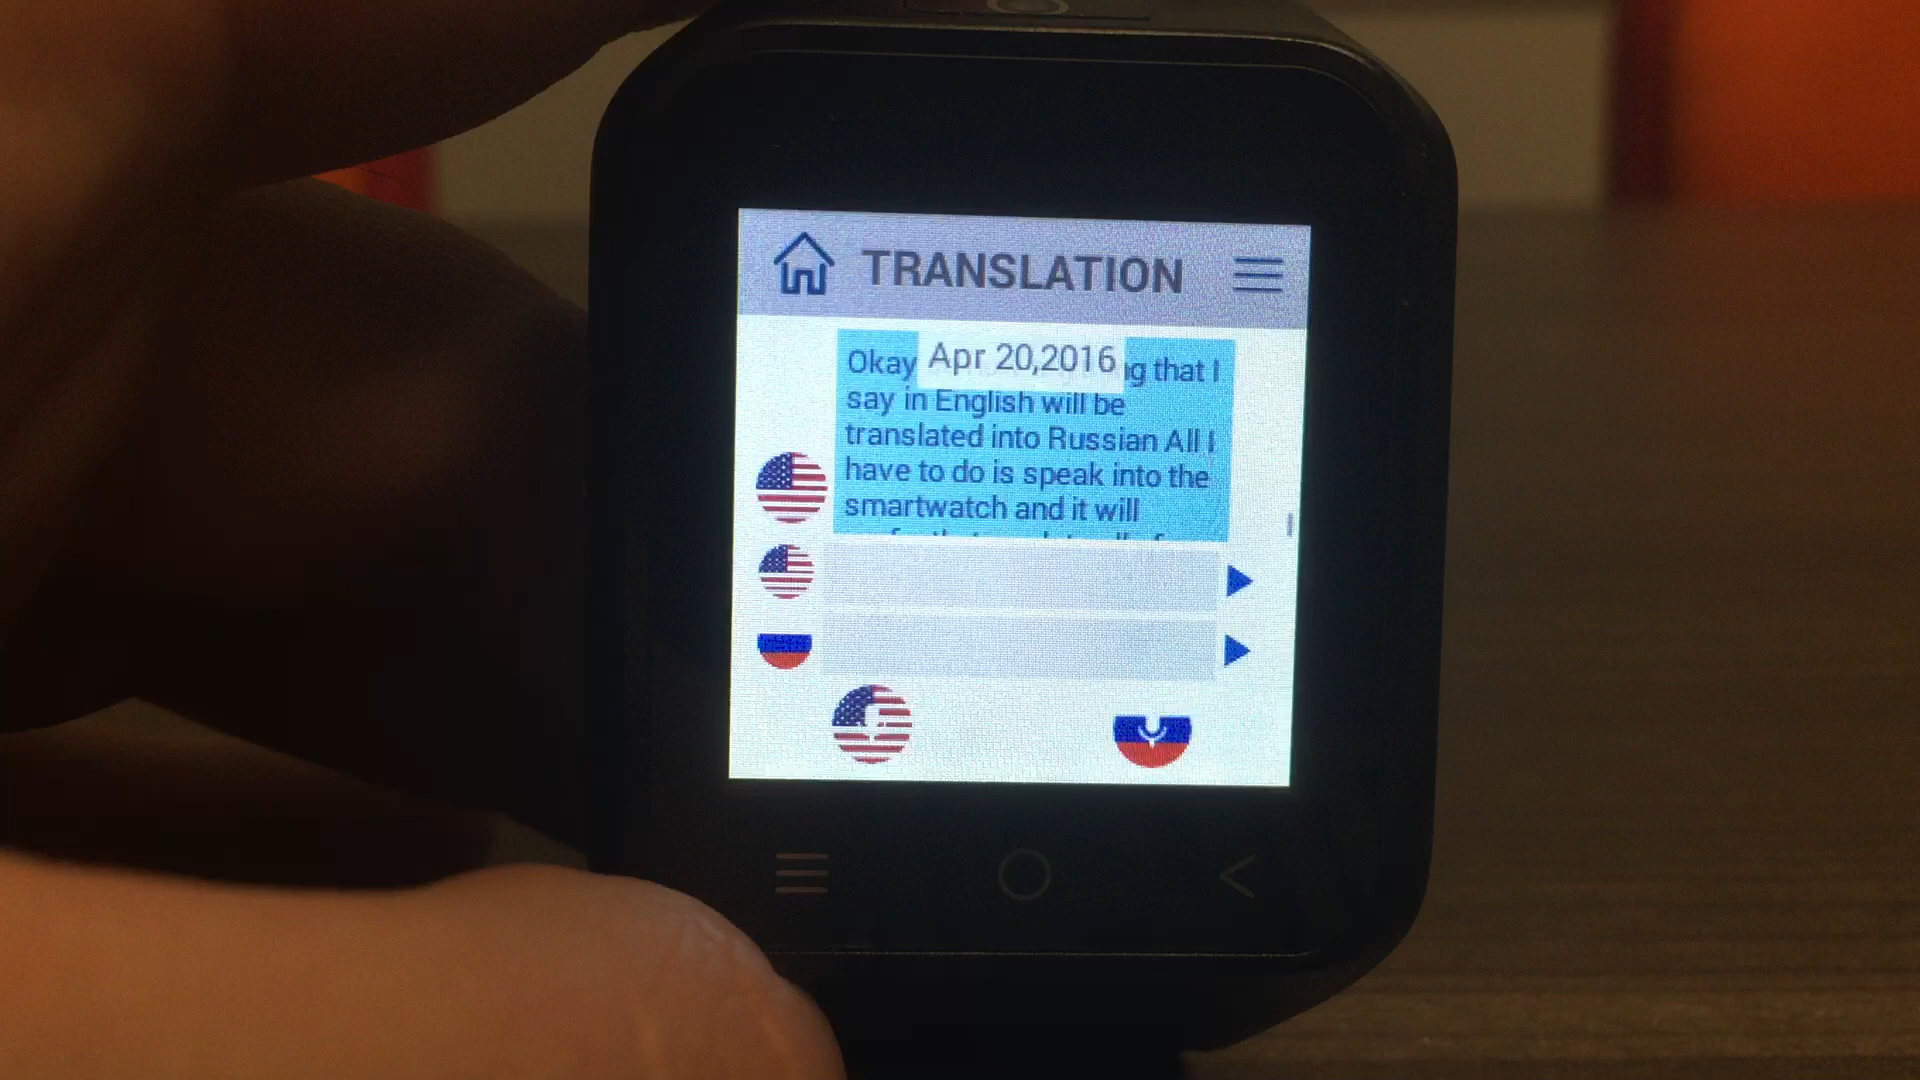 TRANSLATION
Apr 20,2016
Okay that I
say in English will be
translated into Russian All I
have to do is speak into the
smartwatch and it will